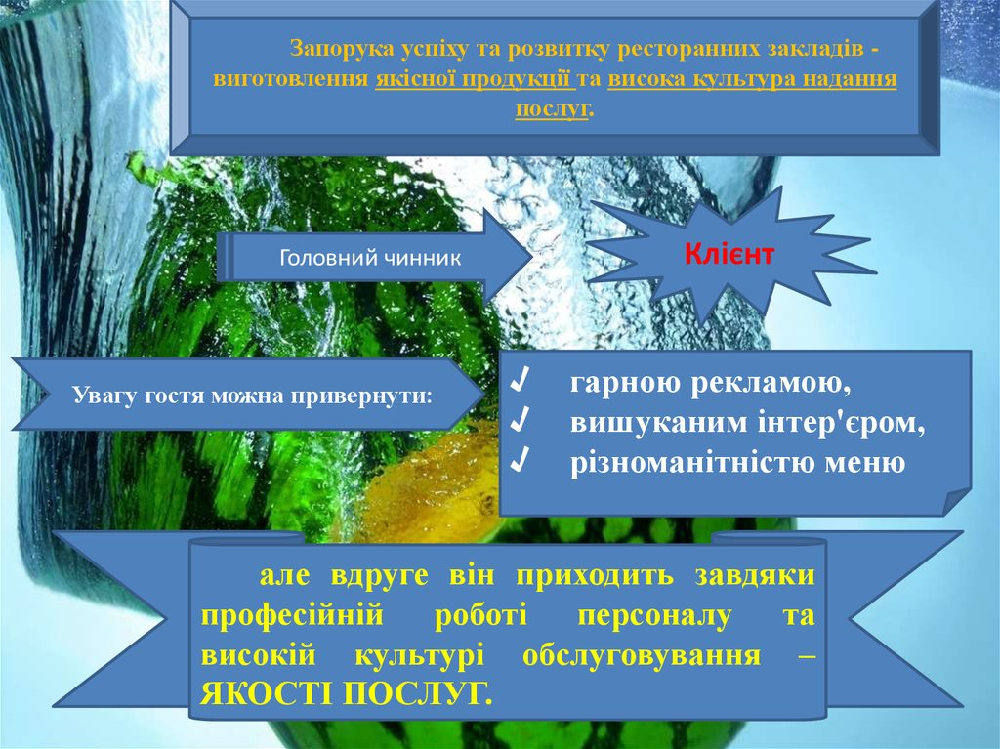 Запорука успіху та розвитку ресторанних закладів -
виготовлення якісної продукції та висока культура надання
послуг.
Головний чинник
Клієнт
Увагу гостя можна привернути:
✓ гарною рекламою,
✓ вишуканим інтер'єром,
✓ різноманітністю меню
але вдруге він приходить завдяки
професійній роботі персоналу та
високій культурі обслуговування –
ЯКОСТІ ПОСЛУГ.